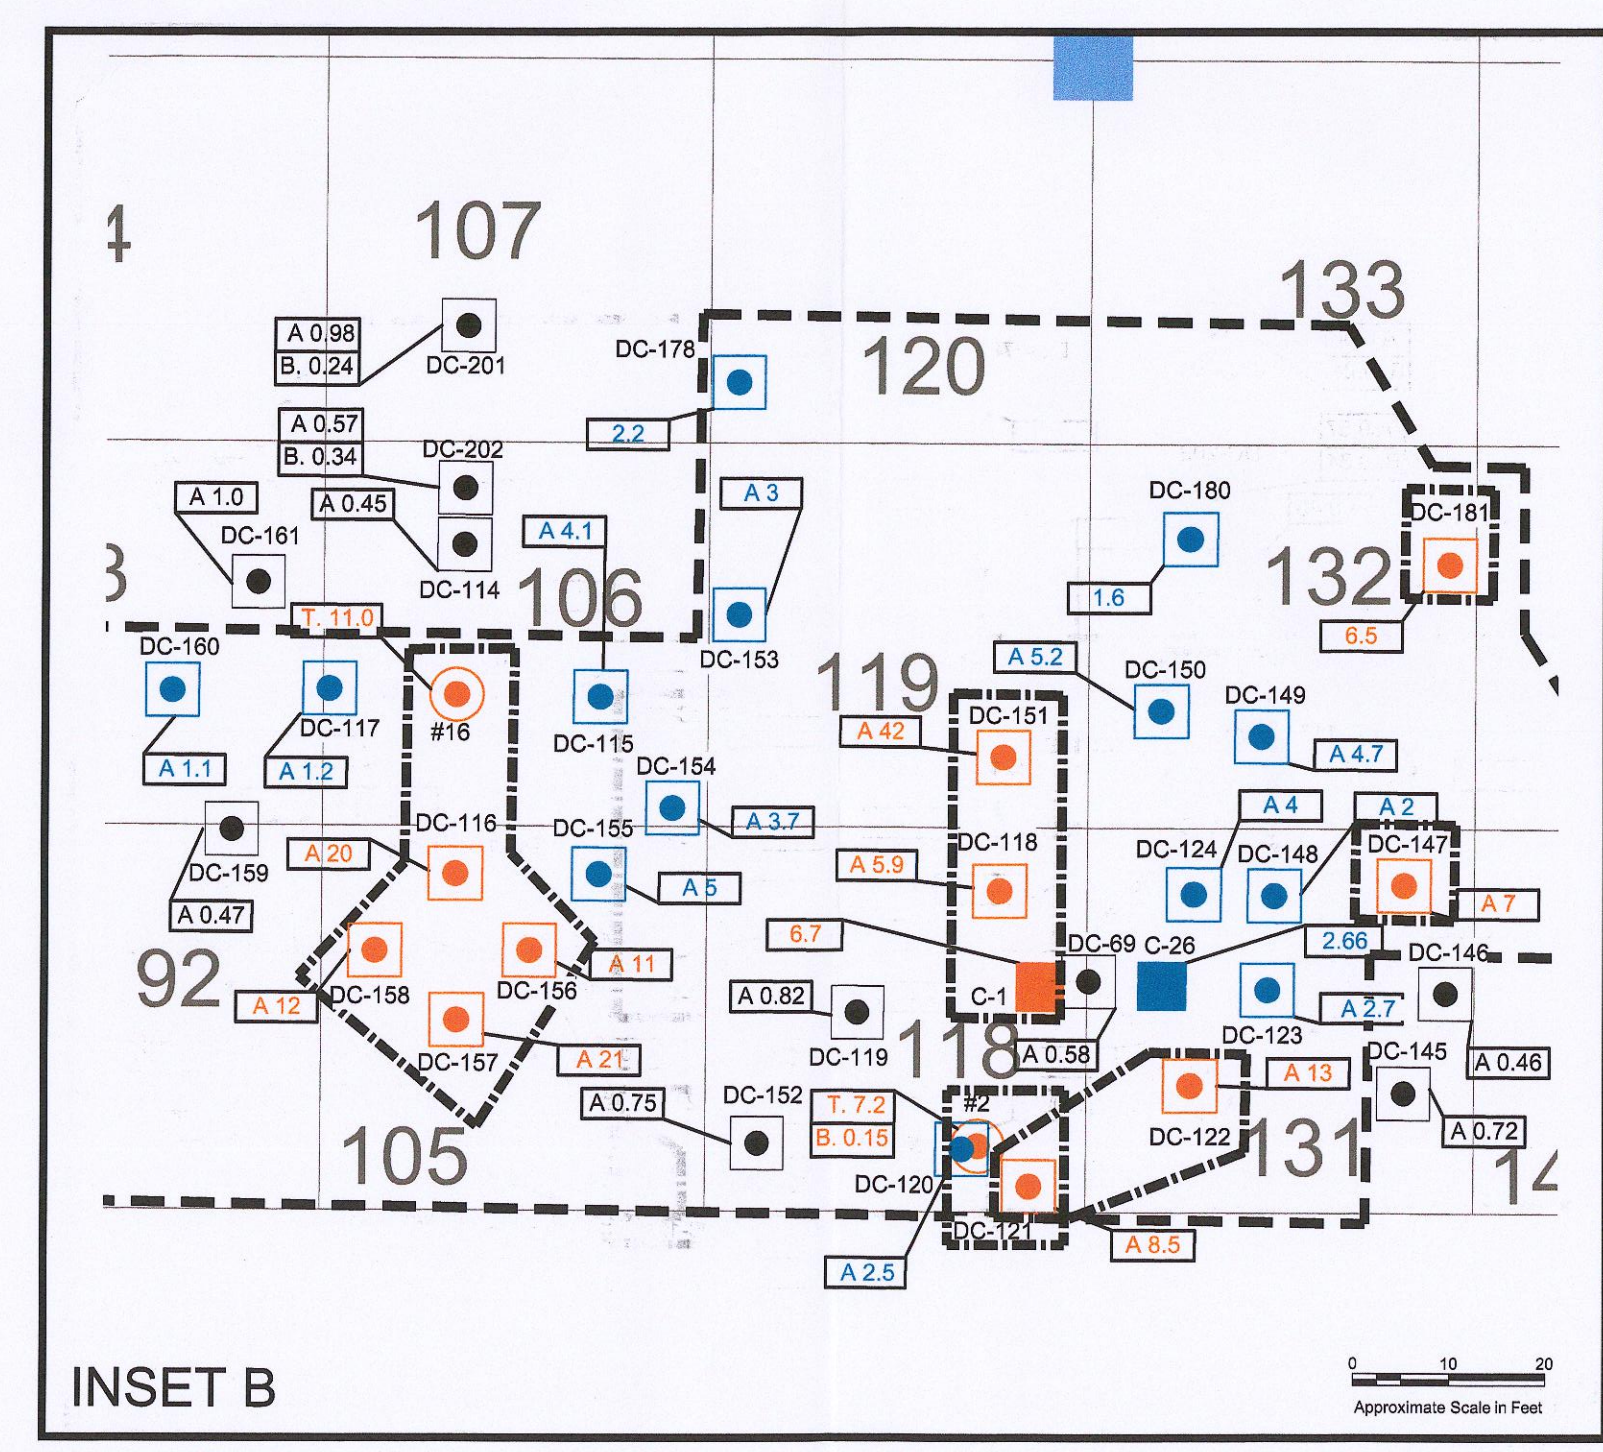 107
133
A 0.98
B. 0.24
DC-201
DC-178
120
2.2
A 0.57
B. 0.34
DC-202
A 1.0
A 0.45
A 3
DC-180
DC-181
DC-161
A 4.1
DC-114
106
132
1.6
T. 11.0
6.5
DC-160
DC-153
A 5.2
119
DC-150
DC-149
DC-117
#16
DC-115
DC-151
A 42
A 1.1
A 1.2
DC-154
A 4.7
A 4
A 2
DC-116
DC-155
A 3.7
DC-118
DC-124
DC-148
DC-147
A 20
DC-159
A 5.9
A 5
A 7
A 0.47
6.7
DC-69
C-26
2.66
DC-146
92
A 11
A 12
DC-158
DC-156
A 0.82
C-1
A 2.7
DC-123
118
DC-119
A 0.58
DC-145
A 0.46
DC-157
A 21
A 13
A 0.75
DC-152
T. 7.2
B. 0.15
#2
DC-122
131
A 0.72
105
DC-120
14
DC-121
A 8.5
A 2.5
INSET B
0 10 20
Approximate Scale in Feet